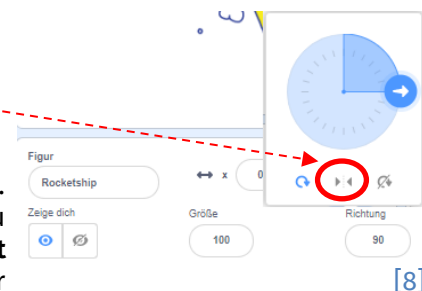 Figur
Rocketship
x 0
Zeige dich
Größe
Richtung
100
90
[8]